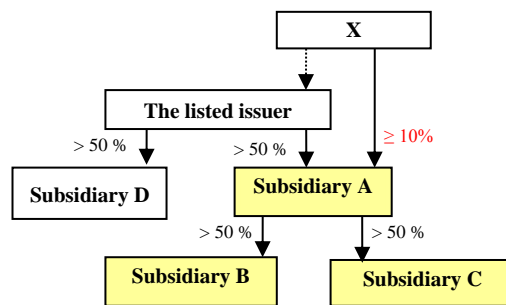 X
The listed issuer
> 50 %
> 50 %
≥ 10%
Subsidiary D
Subsidiary A
> 50 %
> 50 %
Subsidiary B
Subsidiary C